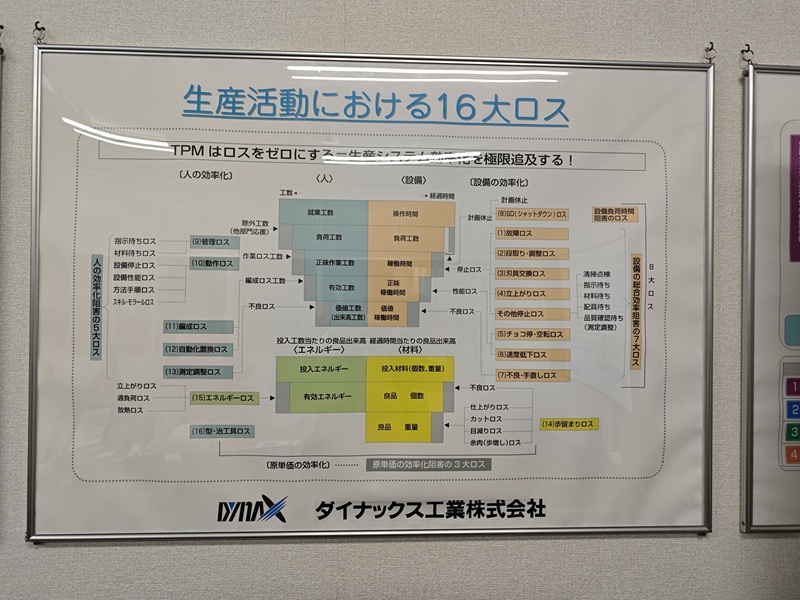 生産活動における16大ロス
TPMはロスをゼロにする=生産システム効率化を極限追及する!
〔人の効率化〕
〈人〉
〈設備〉
〔設備の効率化〕
工数
経過時間
就業工数
操作時間
除外工数
(他部門応援)
負荷工数
負荷工数
計画休止
計画休止
(8)SD(シャットダウン)ロス
設備負荷時間
阻害のロス
作業ロス工数
正味作業工数
稼働時間
停止ロス
編成ロス工数
有効工数
正味
稼働時間
性能ロス
不良ロス
価値工数
(出来高工数)
価値
稼働時間
不良ロス
人の効率化阻害の5大ロス
指示待ちロス
材料待ちロス
設備停止ロス
設備性能ロス
方法手順ロス
スキル・モラールロス
(9)管理ロス
(10)動作ロス
(11)編成ロス
(12)自動化置換ロス
(13)測定調整ロス
(1)故障ロス
(2)段取り・調整ロス
(3)刃具交換ロス
(4)立上がりロス
その他停止ロス
(5)チョコ停・空転ロス
(6)速度低下ロス
(7)不良・手直しロス
清掃点検
指示待ち
材料待ち
配員待ち
品質確認待ち
(測定調整)
設備の総合効率阻害の7大ロス
8大ロス
投入工数当たりの良品出来高
経過時間当たりの良品出来高
〈エネルギー〉
〈材料〉
投入エネルギー
投入材料(個数、重量)
有効エネルギー
良品 個数
良品 重量
不良ロス
立上がりロス
過負荷ロス
放熱ロス
(15)エネルギーロス
(16)型・治工具ロス
仕上がりロス
カットロス
目減りロス
余肉(歩増し)ロス
(14)歩留まりロス
〔原単価の効率化〕
原単価の効率化阻害の3大ロス
DYNAX
ダイナックス工業株式会社
1
2
3
4